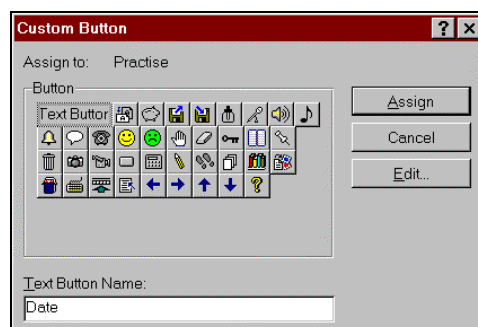 Custom Button
Assign to: Practise
Button
Text Button
Assign
Cancel
Edit...
Text Button Name:
Date